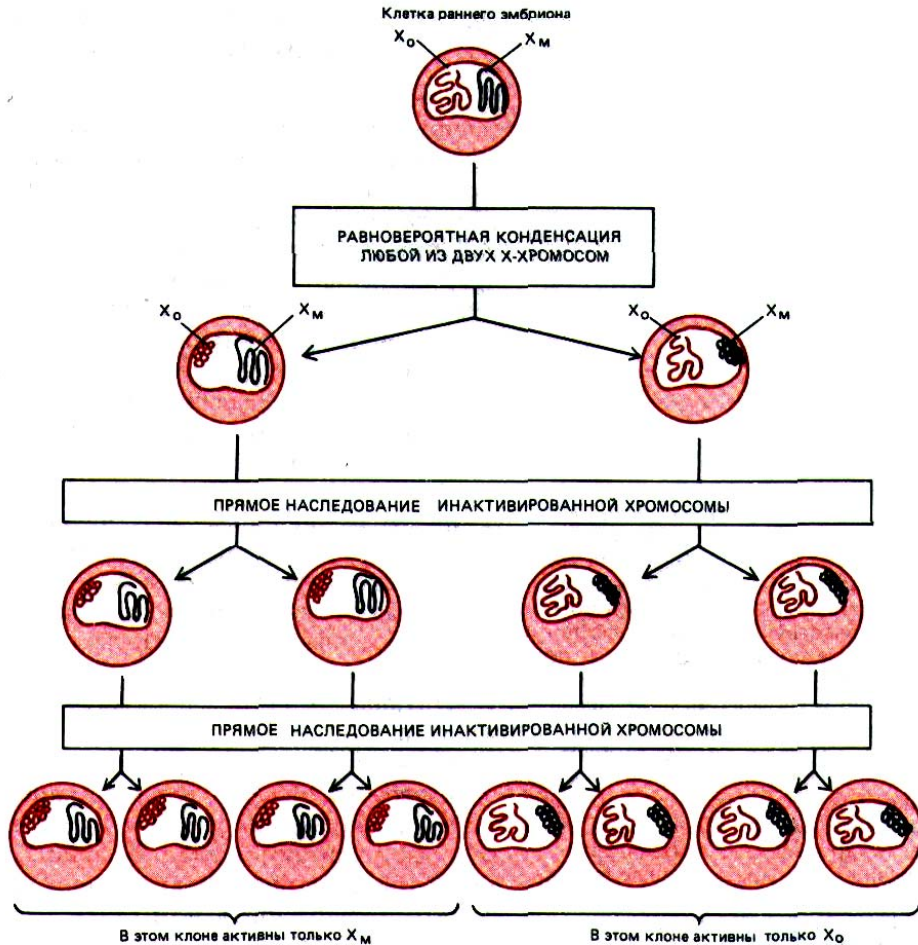 Клетка раннего эмбриона
Xо Xм
РАВНОВЕРОЯТНАЯ КОНДЕНСАЦИЯ
ЛЮБОЙ ИЗ ДВУХ X-ХРОМОСОМ
Xо Xм Xо Xм
ПРЯМОЕ НАСЛЕДОВАНИЕ ИНАКТИВИРОВАННОЙ ХРОМОСОМЫ
ПРЯМОЕ НАСЛЕДОВАНИЕ ИНАКТИВИРОВАННОЙ ХРОМОСОМЫ
В этом клоне активны только Xм В этом клоне активны только Xо